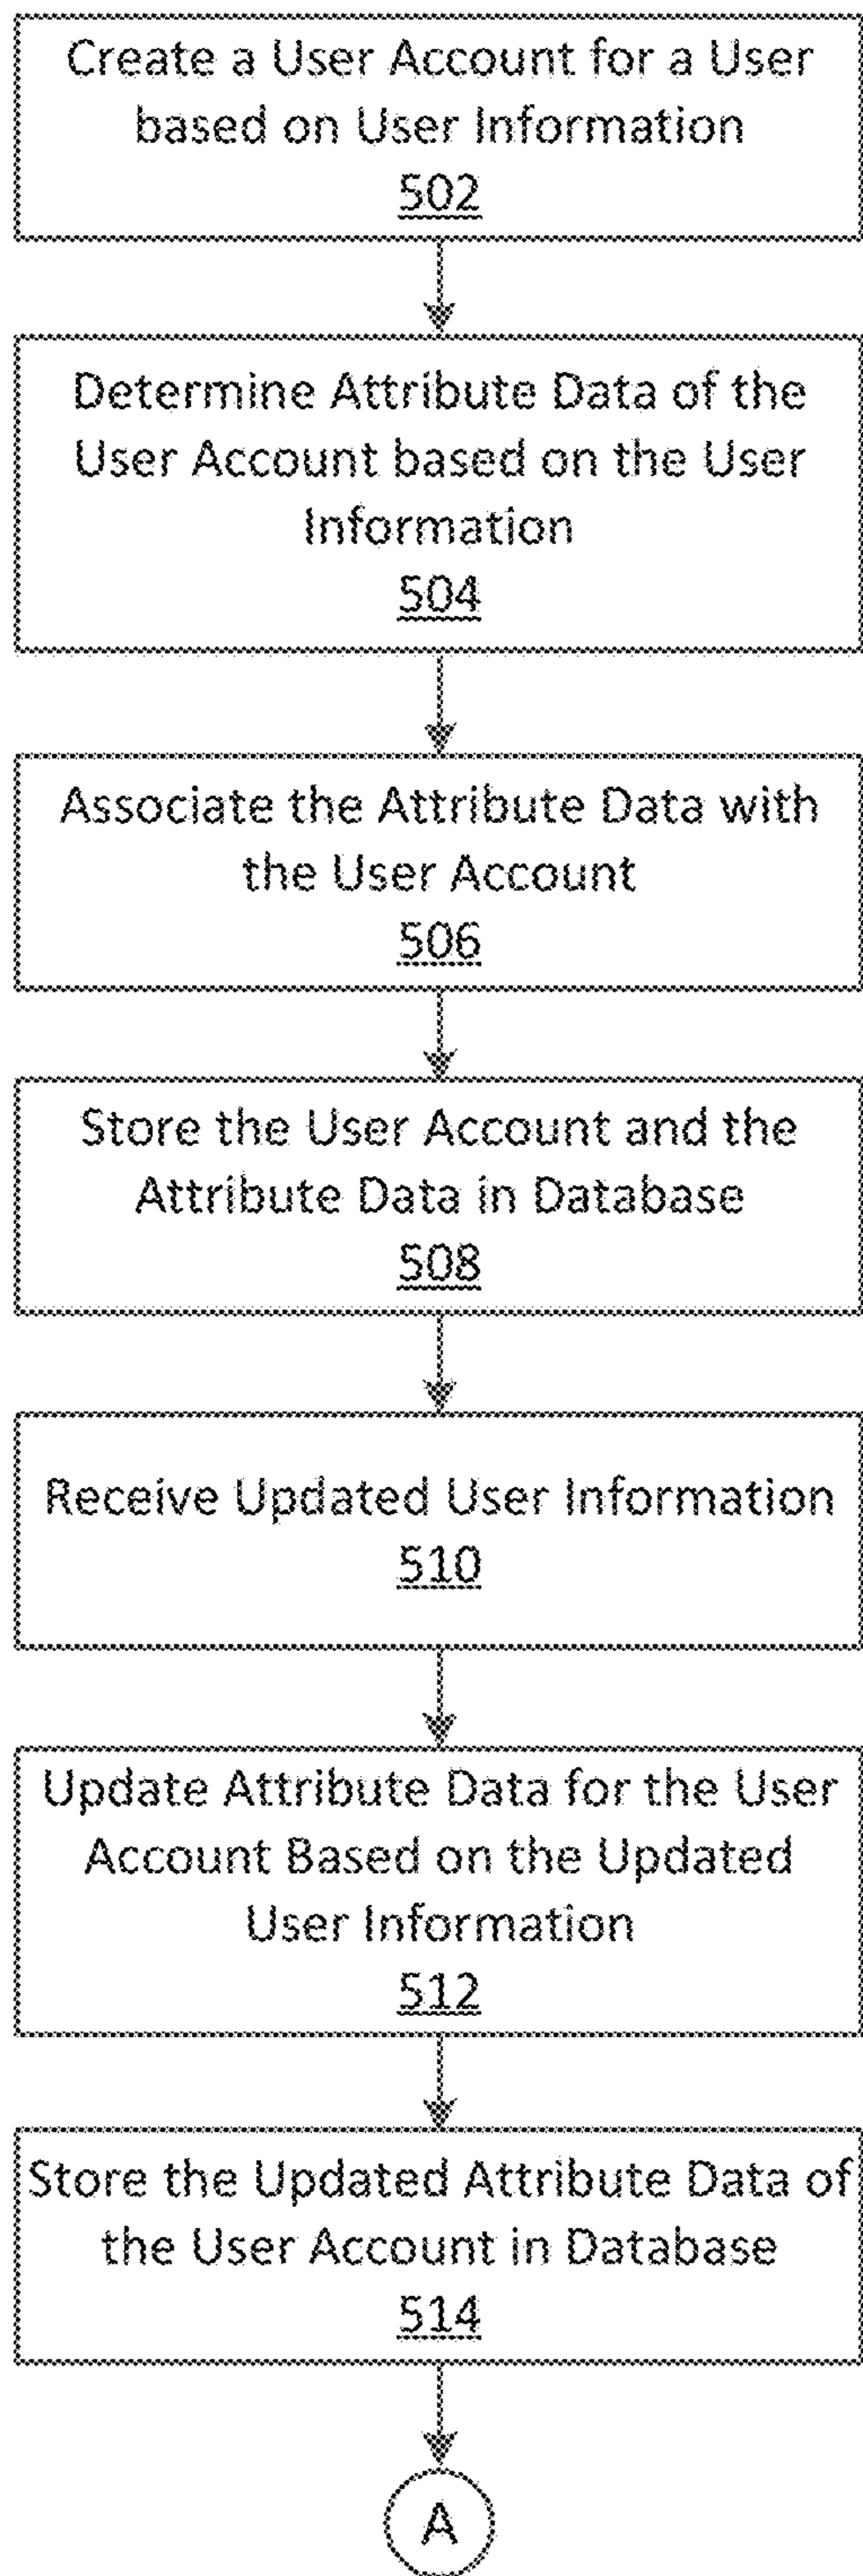 Create a User Account for a User
based on User Information
502
Determine Attribute Data of the
User Account based on the User
Information
504
Associate the Attribute Data with
the User Account
506
Store the User Account and the
Attribute Data in Database
508
Receive Updated User Information
510
Update Attribute Data for the User
Account Based on the Updated
User Information
512
Store the Updated Attribute Data of
the User Account in Database
514
A